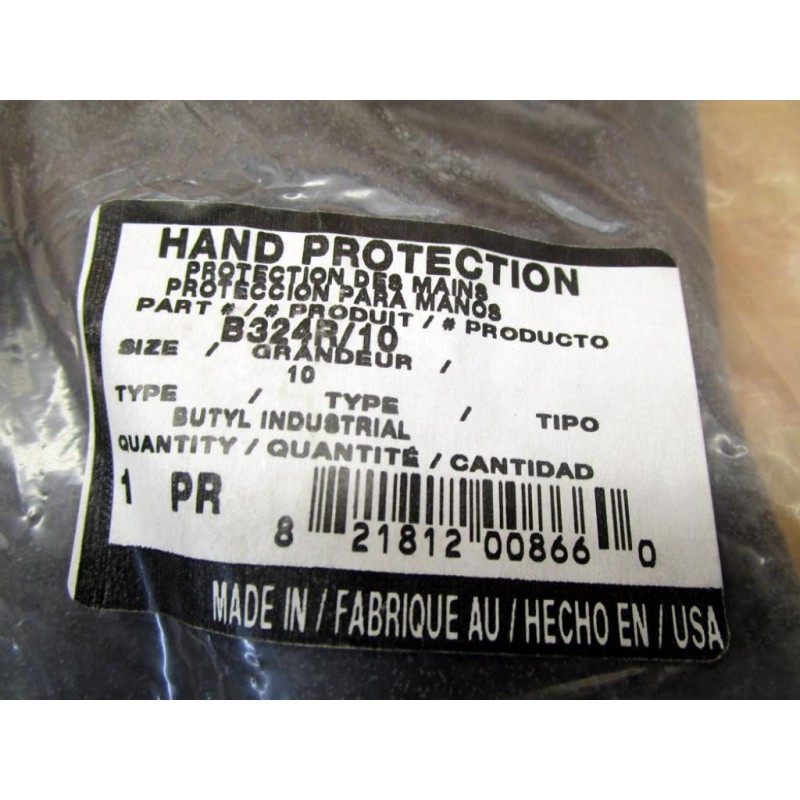 HAND PROTECTION
PROTECTION DES MAINS
PROTECCION PARA MANOS
PART # / # PRODUIT / # PRODUCTO
B324R/10
SIZE / GRANDEUR /
10
TYPE / TYPE / TIPO
BUTYL INDUSTRIAL
QUANTITY / QUANTITÉ / CANTIDAD
1 PR
8 21812 00866 0
MADE IN / FABRIQUE AU / HECHO EN / USA